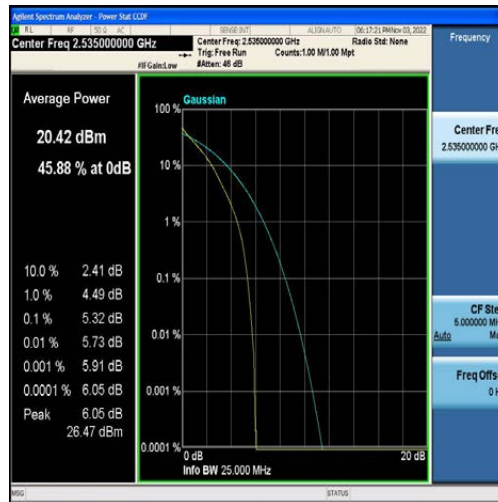 Agilent Spectrum Analyzer - Power Stat CCDF
RL RF 50 Ω AC SENSE:INT ALIGN AUTO 06:17:21 PM Nov 03, 2022
Center Freq 2.535000000 GHz
Center Freq: 2.535000000 GHz
Radio Std: None
Trig: Free Run
Counts:1.00 M/1.00 Mpt
#IFGain:Low
#Atten: 46 dB
Frequency
Average Power
20.42 dBm
45.88 % at 0dB
10.0 % 2.41 dB
1.0 % 4.49 dB
0.1 % 5.32 dB
0.01 % 5.73 dB
0.001 % 5.91 dB
0.0001 % 6.05 dB
Peak 6.05 dB
26.47 dBm
Gaussian
100 %
10 %
1 %
0.1 %
0.01 %
0.001 %
0.0001 %
0 dB
20 dB
Info BW 25.000 MHz
Center Fre
2.535000000 GH
CF Ste
5.000000 MH
Auto Ma
Freq Offs
0 H
MSG
STATUS